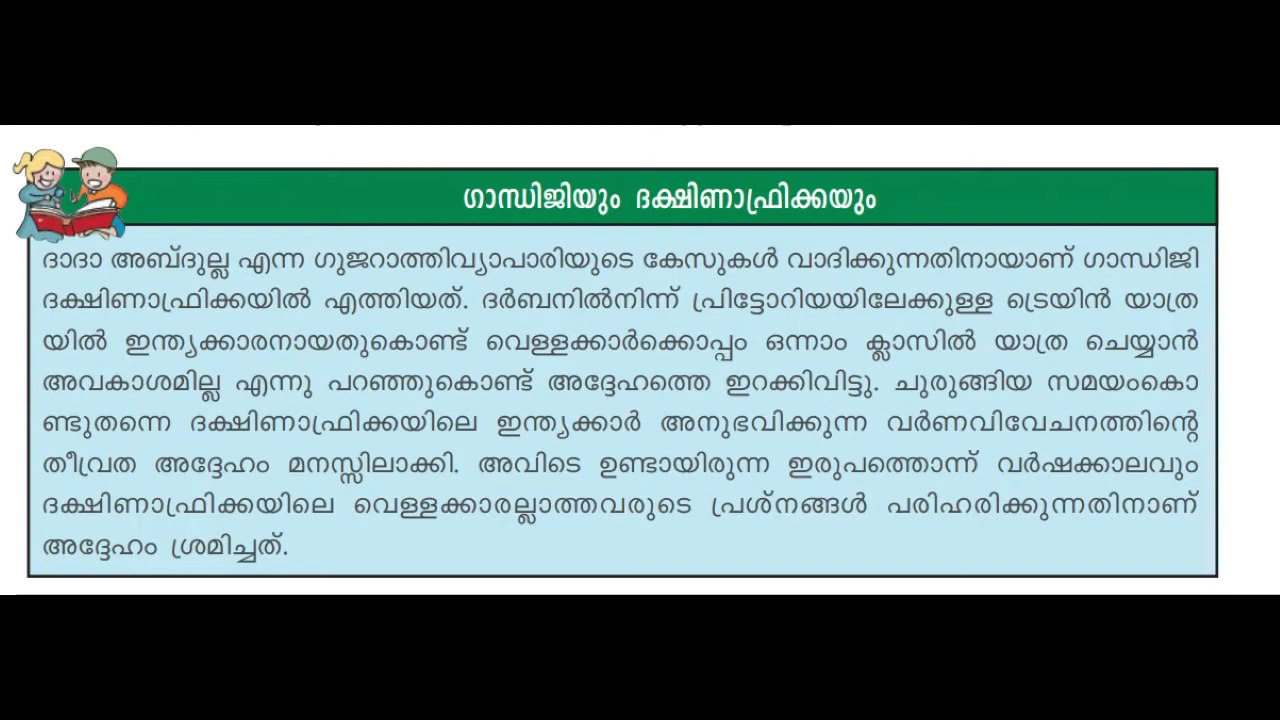 ഗാന്ധിജിയും ദക്ഷിണാഫ്രിക്കയും
ദാദാ അബ്ദുല്ല എന്ന ഗുജറാത്തിവ്യാപാരിയുടെ കേസുകൾ വാദിക്കുന്നതിനായാണ് ഗാന്ധിജി
ദക്ഷിണാഫ്രിക്കയിൽ എത്തിയത്. ദർബനിൽനിന്ന് പ്രിട്ടോറിയയിലേക്കുള്ള ട്രെയിൻ യാത്ര
യിൽ ഇന്ത്യക്കാരനായതുകൊണ്ട് വെള്ളക്കാർക്കൊപ്പം ഒന്നാം ക്ലാസിൽ യാത്ര ചെയ്യാൻ
അവകാശമില്ല എന്നു പറഞ്ഞുകൊണ്ട് അദ്ദേഹത്തെ ഇറക്കിവിട്ടു. ചുരുങ്ങിയ സമയംകൊ
ണ്ടുതന്നെ ദക്ഷിണാഫ്രിക്കയിലെ ഇന്ത്യക്കാർ അനുഭവിക്കുന്ന വർണവിവേചനത്തിന്റെ
തീവ്രത അദ്ദേഹം മനസ്സിലാക്കി. അവിടെ ഉണ്ടായിരുന്ന ഇരുപത്തൊന്ന് വർഷക്കാലവും
ദക്ഷിണാഫ്രിക്കയിലെ വെള്ളക്കാരല്ലാത്തവരുടെ പ്രശ്നങ്ങൾ പരിഹരിക്കുന്നതിനാണ്
അദ്ദേഹം ശ്രമിച്ചത്.